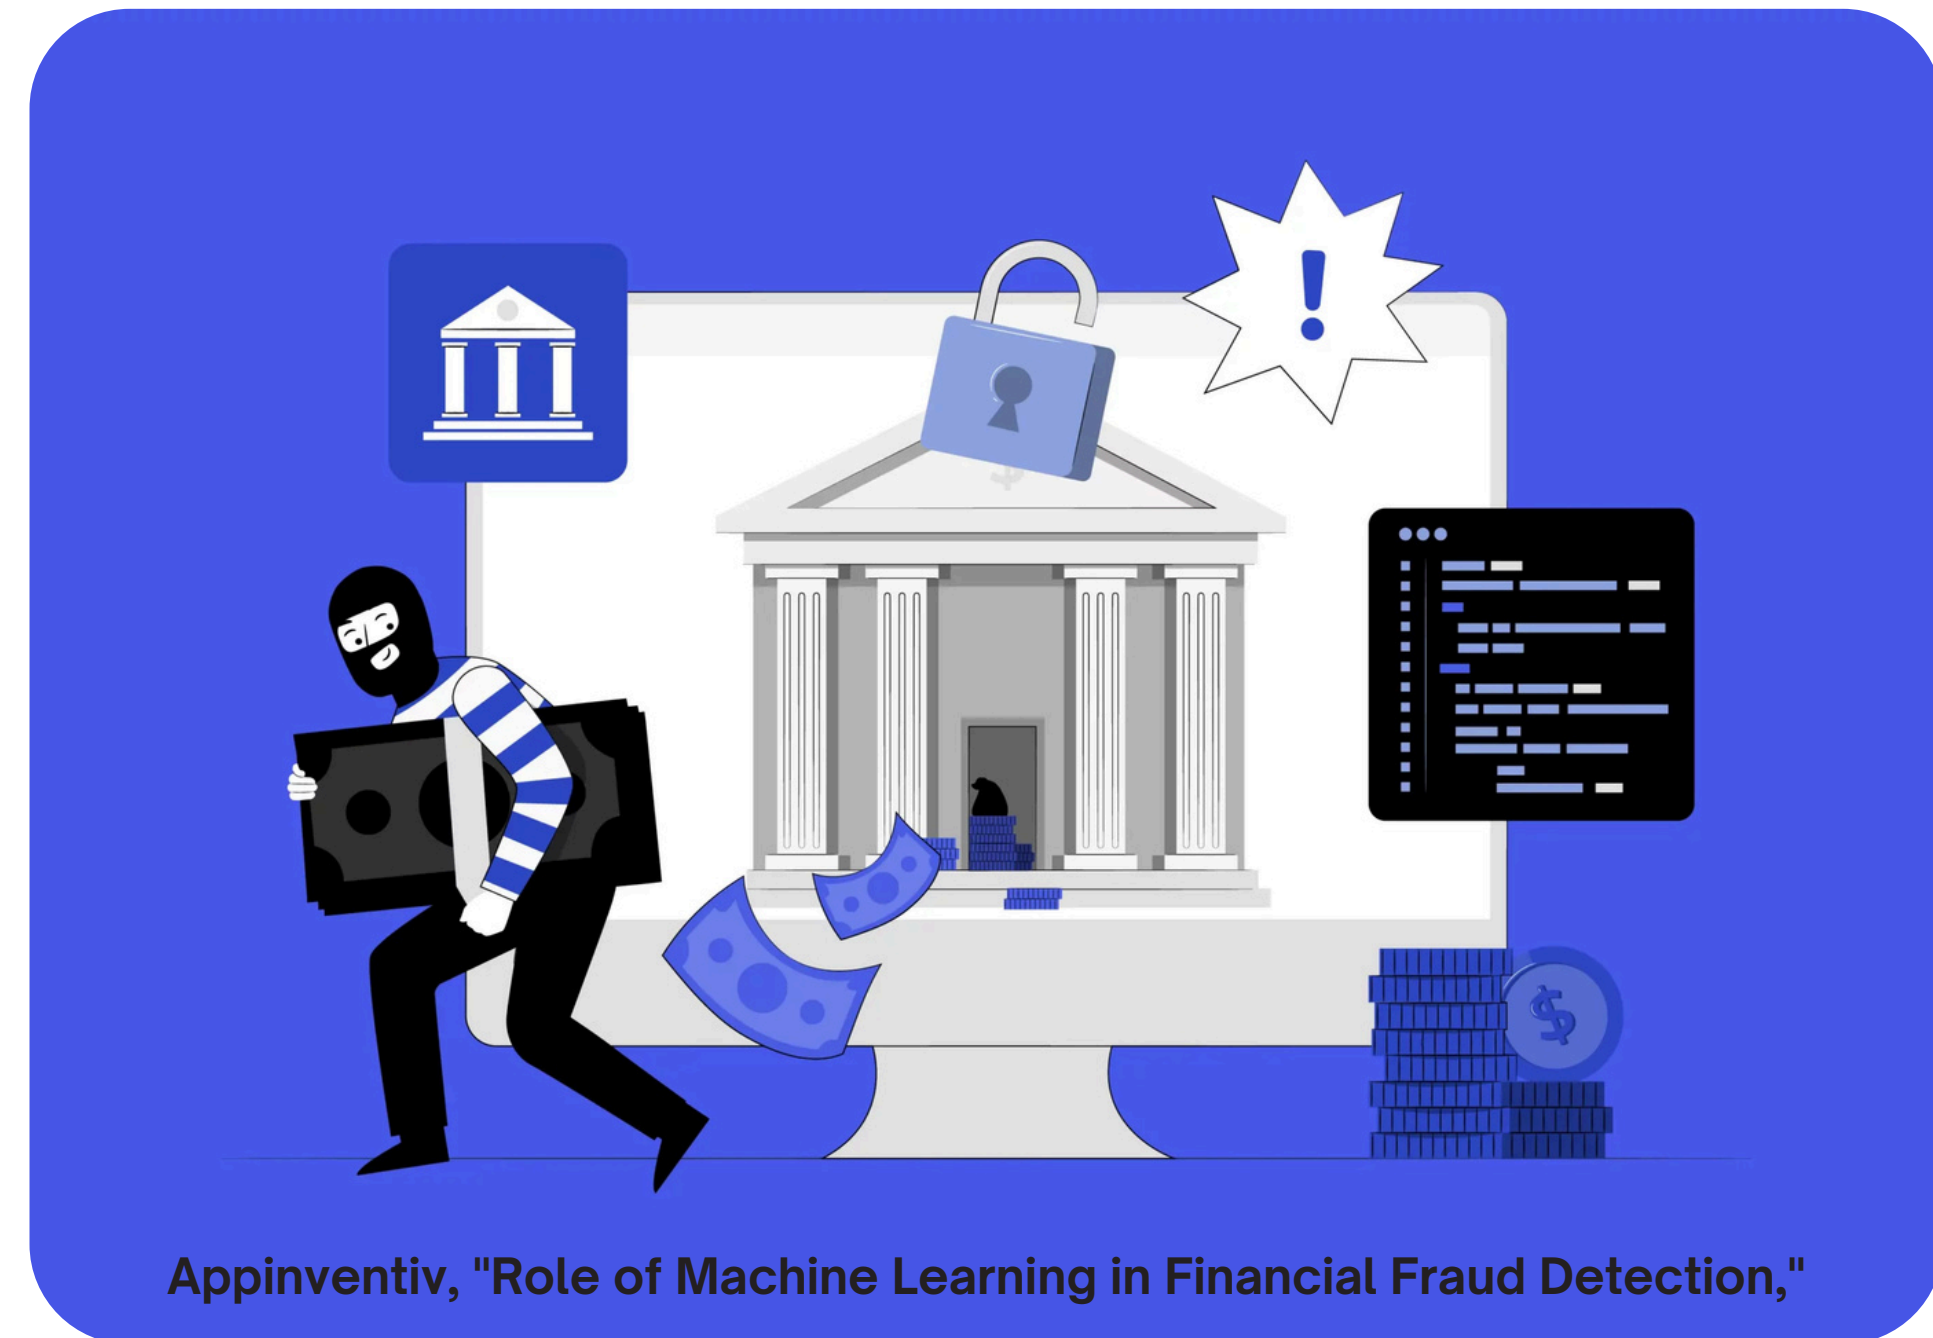 !
$
$
Appinventiv, "Role of Machine Learning in Financial Fraud Detection,"